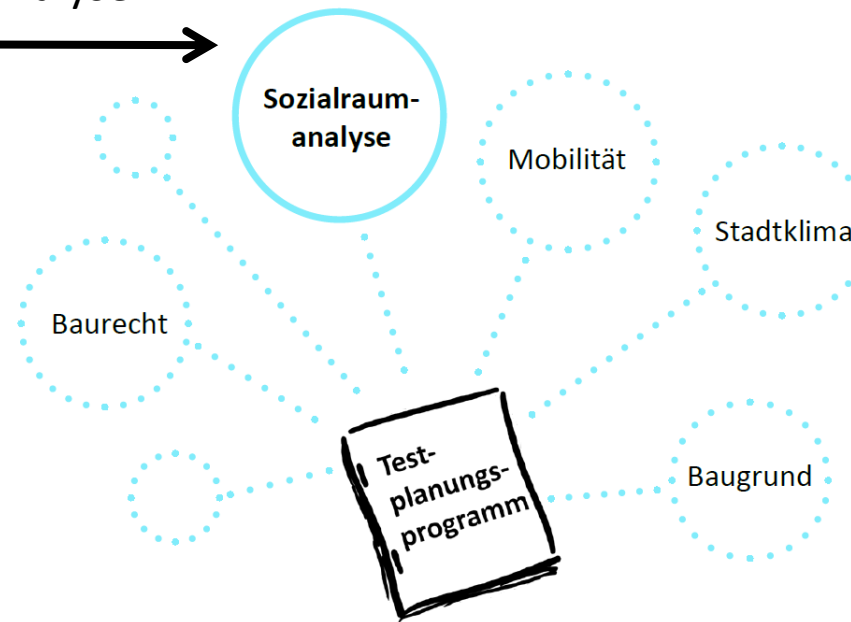 Sozialraum-
analyse
Mobilität
Stadtklima
Baurecht
Test-
planungs-
programm
Baugrund